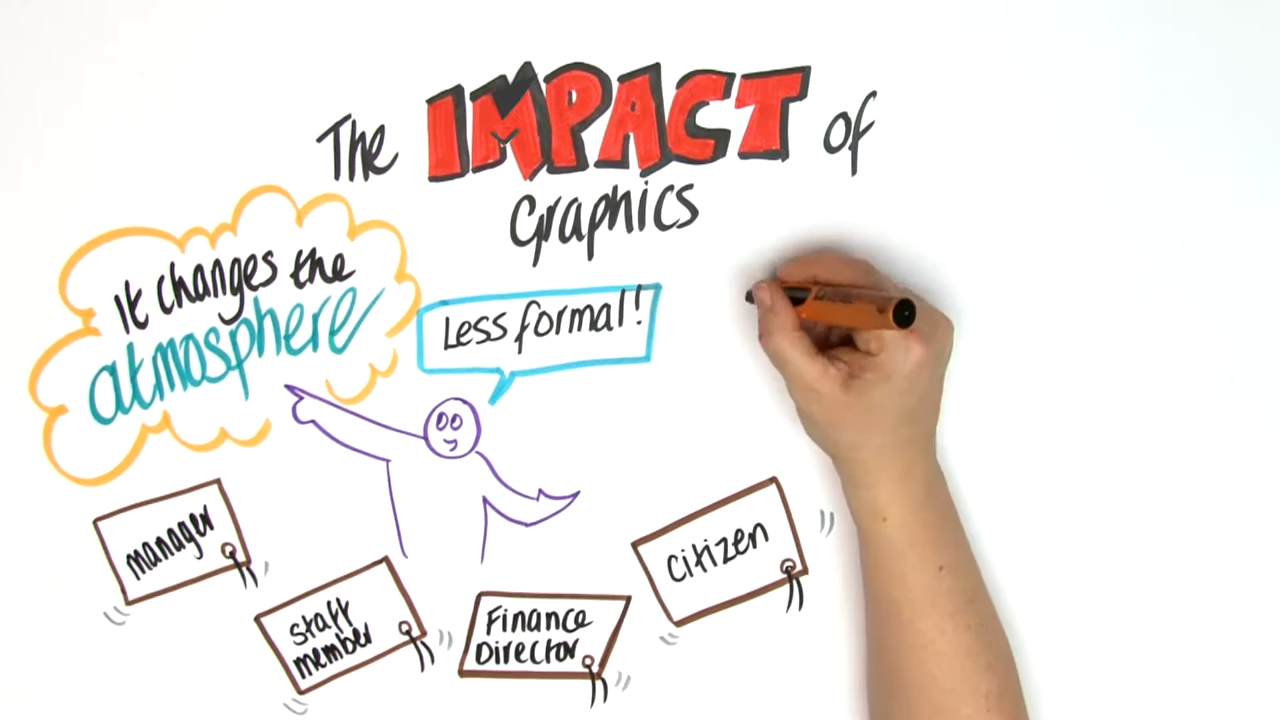 The IMPACT of
Graphics
It changes the
atmosphere
Less formal!
manager
staff
member
Finance
Director
citizen